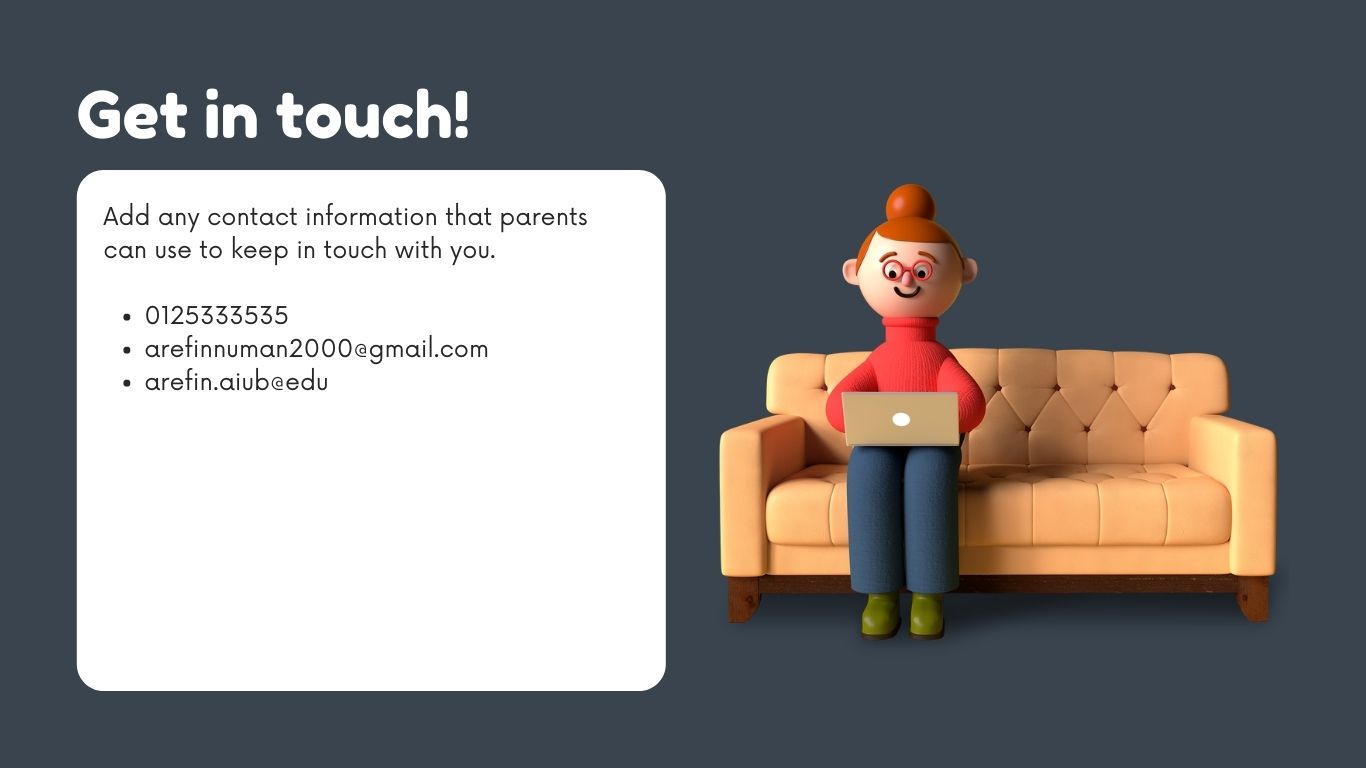 Get in touch!
Add any contact information that parents
can use to keep in touch with you.
• 0125333535
• arefinnuman2000@gmail.com
• arefin.aiub@edu